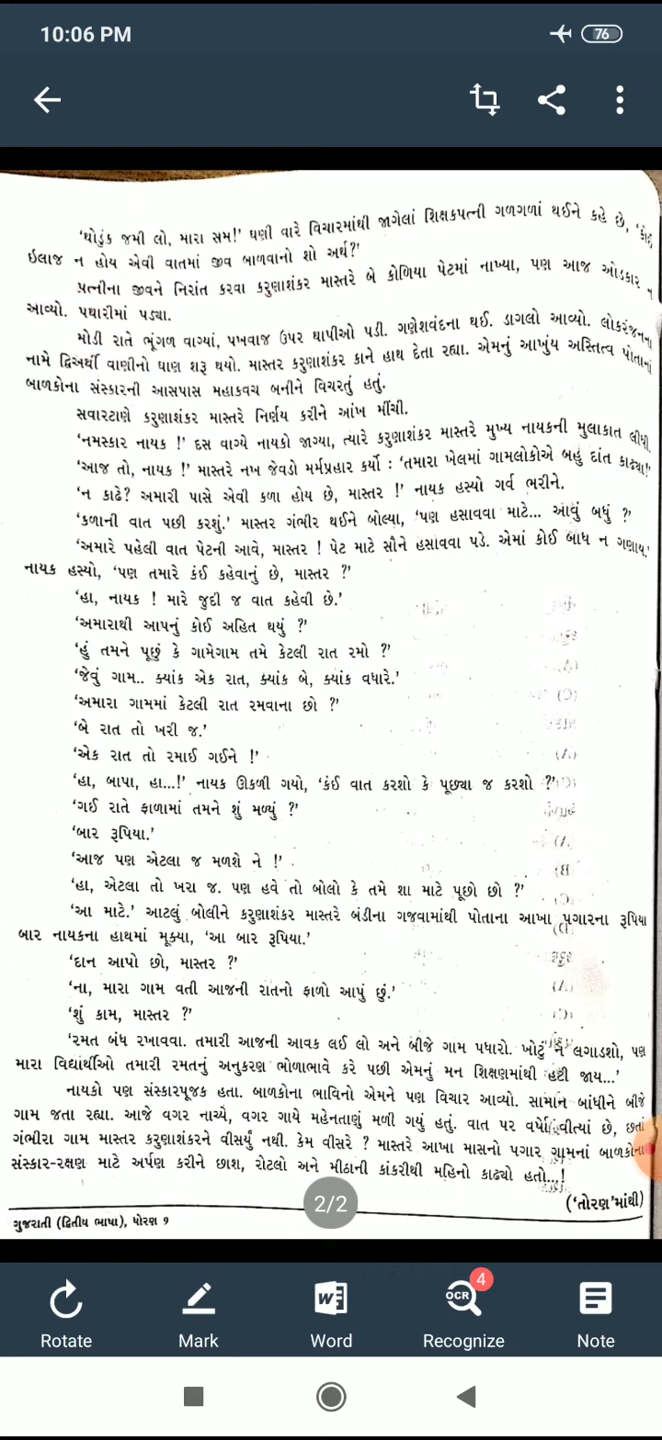 10:06 PM
76
'થોડુંક જમી લો, મારા સમ!' ઘણી વારે વિચારમાંથી જાગેલાં શિક્ષકપત્ની ગળગળાં થઈને કહે છે, 'કોઈ
ઇલાજ ન હોય એવી વાતમાં જીવ બાળવાનો શો અર્થ?'
પત્નીના જીવને નિરાંત કરવા કરુણાશંકર માસ્તરે બે કોળિયા પેટમાં નાખ્યા, પણ આજ ઓડકાર ન
આવ્યો. પથારીમાં પડ્યા.
મોડી રાતે ભૂંગળ વાગ્યાં, પખવાજ ઉપર થાપીઓ પડી. ગણેશવંદના થઈ. ડાગલો આવ્યો. લોકરંજનના
નામે દ્વિઅર્થી વાણીનો ઘાણ શરૂ થયો. માસ્તર કરુણાશંકર કાને હાથ દેતા રહ્યા. એમનું આખુંય અસ્તિત્વ પોતાનાં
બાળકોના સંસ્કારની આસપાસ મહાકવચ બનીને વિચરતું હતું.
સવારટાણે કરુણાશંકર માસ્તરે નિર્ણય કરીને આંખ મીંચી.
'નમસ્કાર નાયક !' દસ વાગ્યે નાયકો જાગ્યા, ત્યારે કરુણાશંકર માસ્તરે મુખ્ય નાયકની મુલાકાત લીધી
'આજ તો, નાયક !' માસ્તરે નખ જેવડો મર્મપ્રહાર કર્યો : 'તમારા ખેલમાં ગામલોકોએ બહું દાંત કાઢ્યા!'
'ન કાઢે? અમારી પાસે એવી કળા હોય છે, માસ્તર !' નાયક હસ્યો ગર્વ ભરીને.
'કળાની વાત પછી કરશું.' માસ્તર ગંભીર થઈને બોલ્યા, 'પણ હસાવવા માટે... આવું બધું ?'
'અમારે પહેલી વાત પેટની આવે, માસ્તર ! પેટ માટે સૌને હસાવવા પડે. એમાં કોઈ બાધ ન ગણાય.'
નાયક હસ્યો, 'પણ તમારે કંઈ કહેવાનું છે, માસ્તર ?'
'હા, નાયક ! મારે જુદી જ વાત કહેવી છે.'
'અમારાથી આપનું કોઈ અહિત થયું ?'
'હું તમને પૂછું કે ગામેગામ તમે કેટલી રાત રમો ?'
'જેવું ગામ.. ક્યાંક એક રાત, ક્યાંક બે, ક્યાંક વધારે.'
'અમારા ગામમાં કેટલી રાત રમવાના છો ?'
'બે રાત તો ખરી જ.'
'એક રાત તો રમાઈ ગઈને !'
'હા, બાપા, હા...!' નાયક ઊકળી ગયો, 'કંઈ વાત કરશો કે પૂછ્યા જ કરશો ?'
'ગઈ રાતે ફાળામાં તમને શું મળ્યું ?'
'બાર રૂપિયા.'
'આજ પણ એટલા જ મળશે ને !'
'હા, એટલા તો ખરા જ. પણ હવે તો બોલો કે તમે શા માટે પૂછો છો ?'
'આ માટે.' આટલું બોલીને કરુણાશંકર માસ્તરે બંડીના ગજવામાંથી પોતાના આખા પગારના રૂપિયા
બાર નાયકના હાથમાં મૂક્યા, 'આ બાર રૂપિયા.'
'દાન આપો છો, માસ્તર ?'
'ના, મારા ગામ વતી આજની રાતનો ફાળો આપું છું.'
'શું કામ, માસ્તર ?'
'રમત બંધ રખાવવા. તમારી આજની આવક લઈ લો અને બીજે ગામ પધારો. ખોટું ન લગાડશો, પણ
મારા વિદ્યાર્થીઓ તમારી રમતનું અનુકરણ ભોળાભાવે કરે પછી એમનું મન શિક્ષણમાંથી હટી જાય...'
નાયકો પણ સંસ્કારપૂજક હતા. બાળકોના ભાવિનો એમને પણ વિચાર આવ્યો. સામાન બાંધીને બીજે
ગામ જતા રહ્યા. આજે વગર નાચ્યે, વગર ગાયે મહેનતાણું મળી ગયું હતું. વાત પર વર્ષો વીત્યાં છે, છતાં
ગંભીરા ગામ માસ્તર કરુણાશંકરને વીસર્યું નથી. કેમ વીસરે ? માસ્તરે આખા માસનો પગાર ગામનાં બાળકોના
સંસ્કાર-રક્ષણ માટે અર્પણ કરીને છાશ, રોટલો અને મીઠાની કાંકરીથી મહિનો કાઢ્યો હતો...!
('તોરણ'માંથી)
2/2
ગુજરાતી (દ્વિતીય ભાષા), ધોરણ ૧
W
OCR
4
Rotate
Mark
Word
Recognize
Note